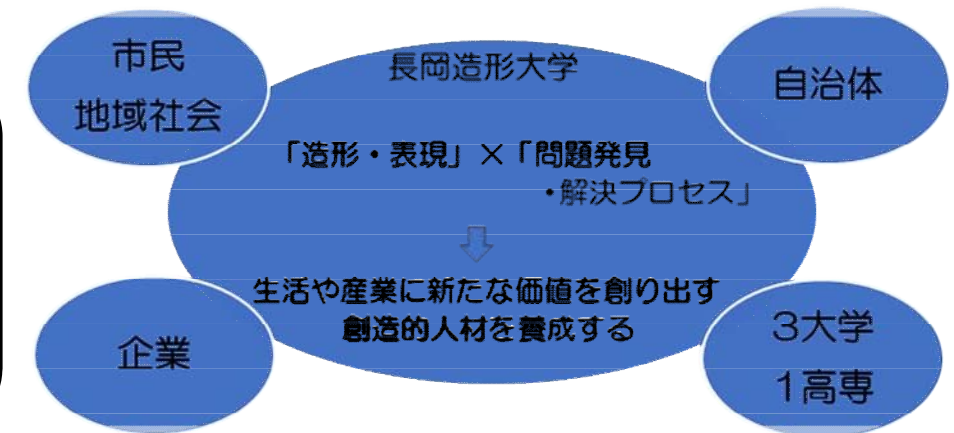 市民
地域社会
長岡造形大学
自治体
「造形・表現」×「問題発見
・解決プロセス」
生活や産業に新たな価値を創り出す
創造的人材を養成する
企業
3大学
1高専